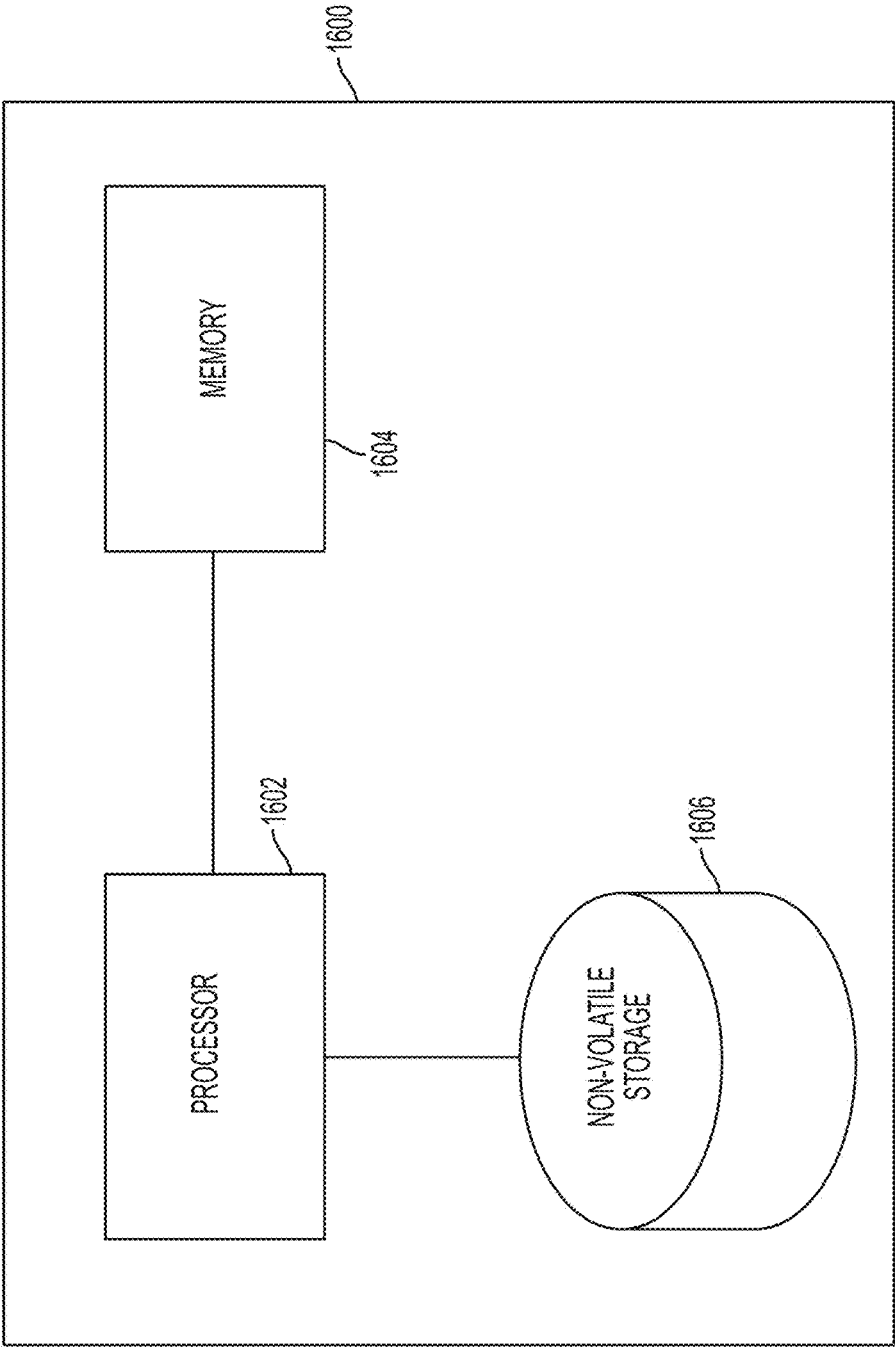 1600
PROCESSOR
1602
MEMORY
1604
NON-VOLATILE
STORAGE
1606